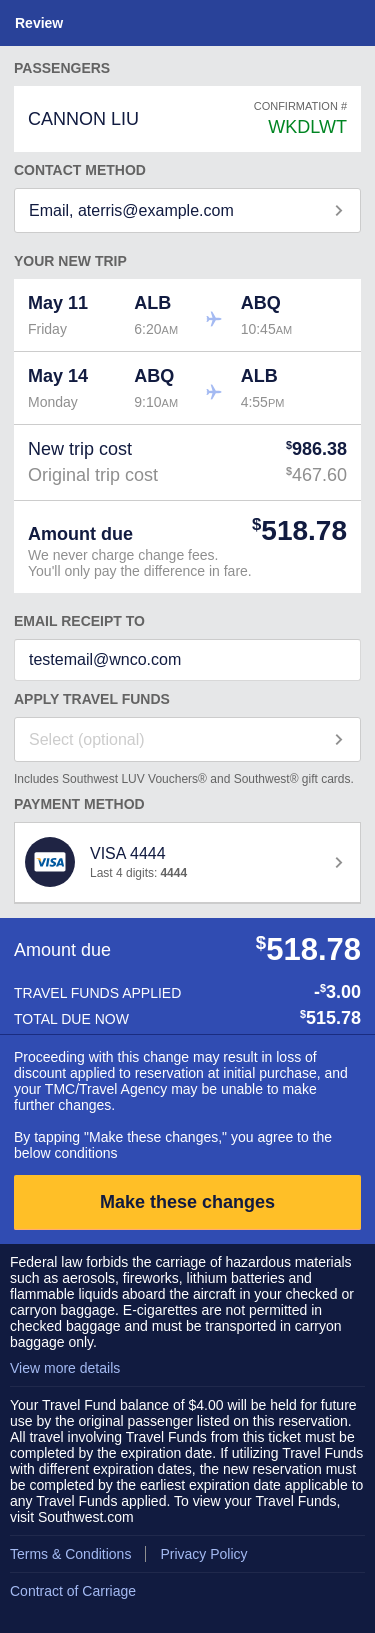 Review
PASSENGERS
CANNON LIU
CONFIRMATION #
WKDLWT
CONTACT METHOD
Email, aterris@example.com
YOUR NEW TRIP
May 11 ALB ABQ
Friday 6:20AM 10:45AM
May 14 ABQ ALB
Monday 9:10AM 4:55PM
New trip cost $986.38
Original trip cost $467.60
Amount due $518.78
We never charge change fees.
You'll only pay the difference in fare.
EMAIL RECEIPT TO
testemail@wnco.com
APPLY TRAVEL FUNDS
Select (optional)
Includes Southwest LUV Vouchers® and Southwest® gift cards.
PAYMENT METHOD
VISA
VISA 4444
Last 4 digits: 4444
Amount due $518.78
TRAVEL FUNDS APPLIED -$3.00
TOTAL DUE NOW $515.78
Proceeding with this change may result in loss of
discount applied to reservation at initial purchase, and
your TMC/Travel Agency may be unable to make
further changes.
By tapping "Make these changes," you agree to the
below conditions
Make these changes
Federal law forbids the carriage of hazardous materials
such as aerosols, fireworks, lithium batteries and
flammable liquids aboard the aircraft in your checked or
carryon baggage. E-cigarettes are not permitted in
checked baggage and must be transported in carryon
baggage only.
View more details
Your Travel Fund balance of $4.00 will be held for future
use by the original passenger listed on this reservation.
All travel involving Travel Funds from this ticket must be
completed by the expiration date. If utilizing Travel Funds
with different expiration dates, the new reservation must
be completed by the earliest expiration date applicable to
any Travel Funds applied. To view your Travel Funds,
visit Southwest.com
Terms & Conditions Privacy Policy
Contract of Carriage